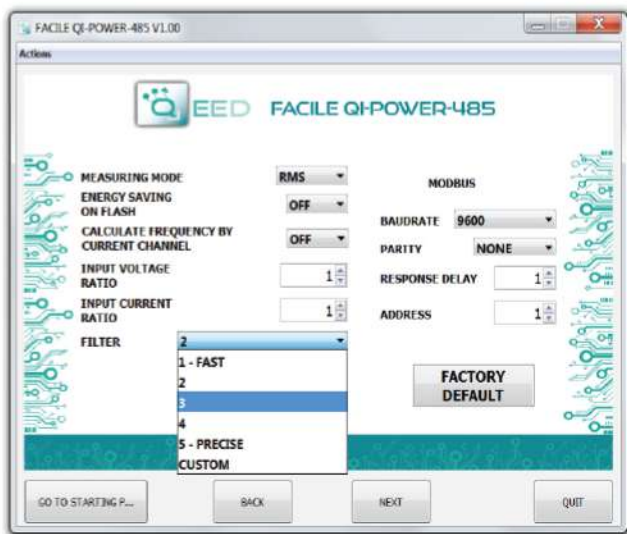 FACILE QI-POWER-485 V1.00
Actions
QEED FACILE QI-POWER-485
MEASURING MODE RMS
ENERGY SAVING
ON FLASH OFF
CALCULATE FREQUENCY BY
CURRENT CHANNEL OFF
INPUT VOLTAGE
RATIO 1
INPUT CURRENT
RATIO 1
FILTER 2
1 - FAST
2
3
4
5 - PRECISE
CUSTOM
MODBUS
BAUDRATE 9600
PARITY NONE
RESPONSE DELAY 1
ADDRESS 1
FACTORY
DEFAULT
GO TO STARTING P... BACK NEXT QUIT